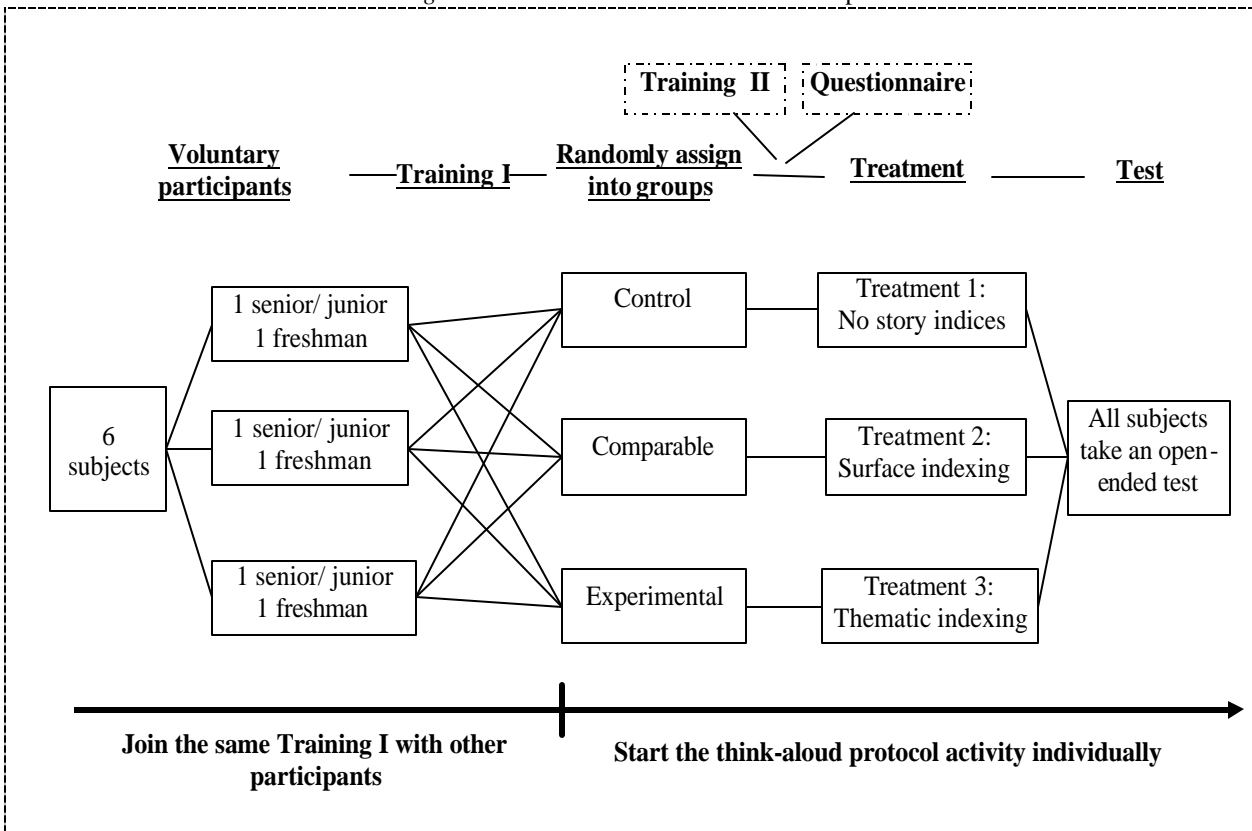 Training II
Questionnaire
Voluntary
participants
Training I
Randomly assign
into groups
Treatment
Test
1 senior/ junior
1 freshman
Control
Treatment 1:
No story indices
6
subjects
1 senior/ junior
1 freshman
Comparable
Treatment 2:
Surface indexing
All subjects
take an open-
ended test
1 senior/ junior
1 freshman
Experimental
Treatment 3:
Thematic indexing
Join the same Training I with other
participants
Start the think-aloud protocol activity individually